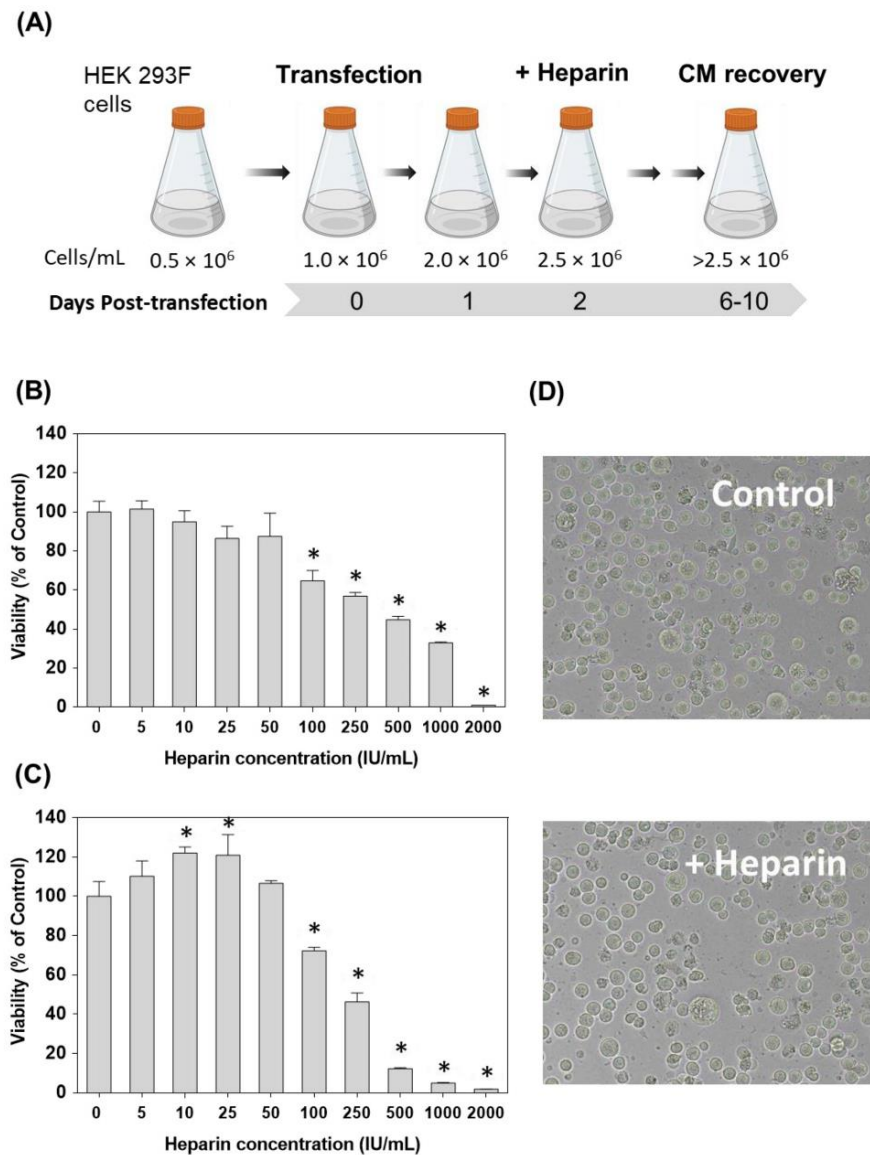 (A)
HEK 293F
cells
Transfection
+ Heparin
CM recovery
Cells/mL 0.5 × 10⁶ 1.0 × 10⁶ 2.0 × 10⁶ 2.5 × 10⁶ >2.5 × 10⁶
Days Post-transfection 0 1 2 6-10
(B)
Viability (% of Control)
140
120
100
80
60
40
20
0
* * * * *
0 5 10 25 50 100 250 500 1000 2000
Heparin concentration (IU/mL)
(C)
Viability (% of Control)
140
120
100
80
60
40
20
0
* * * * * * *
0 5 10 25 50 100 250 500 1000 2000
Heparin concentration (IU/mL)
(D)
Control
+ Heparin